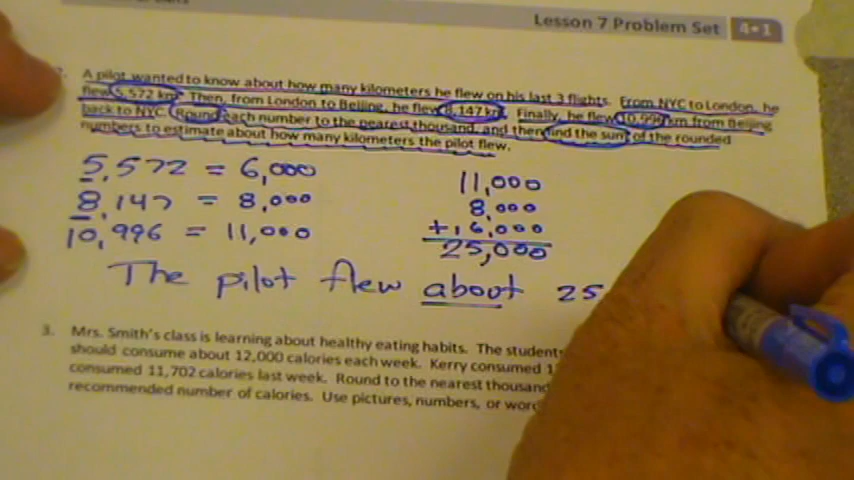 Lesson 7 Problem Set 4•1
A pilot wanted to know about how many kilometers he flew on his last 3 flights. From NYC to London, he
flew 5,572 km. Then, from London to Beijing, he flew 8,147 km. Finally, he flew 10,996 km from Beijing
back to NYC. Round each number to the nearest thousand, and then find the sum of the rounded
numbers to estimate about how many kilometers the pilot flew.
5,572 = 6,000
8,147 = 8,000
10,996 = 11,000
11,000
8,000
+ 6,000
25,000
The pilot flew about 25
3. Mrs. Smith's class is learning about healthy eating habits. The student
should consume about 12,000 calories each week. Kerry consumed 1
consumed 11,702 calories last week. Round to the nearest thousand
recommended number of calories. Use pictures, numbers, or